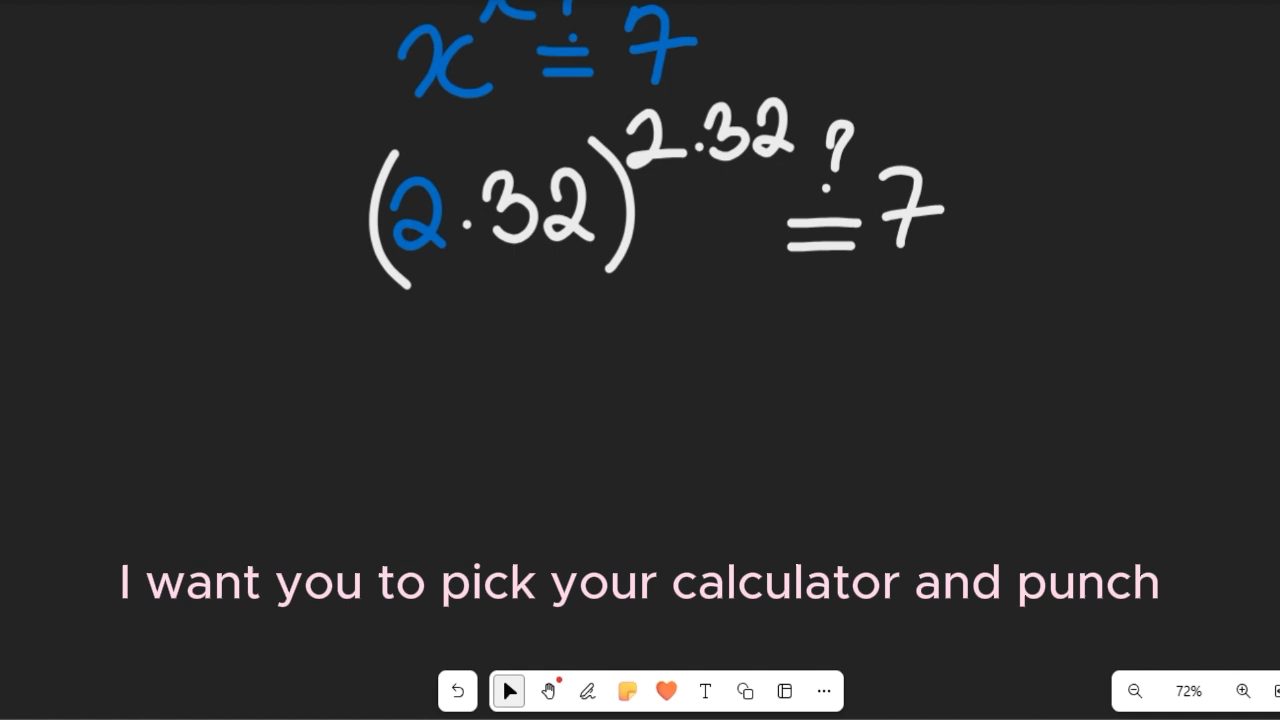 x^x ?= 7
(2.32)^2.32 ?= 7
I want you to pick your calculator and punch
T
72%